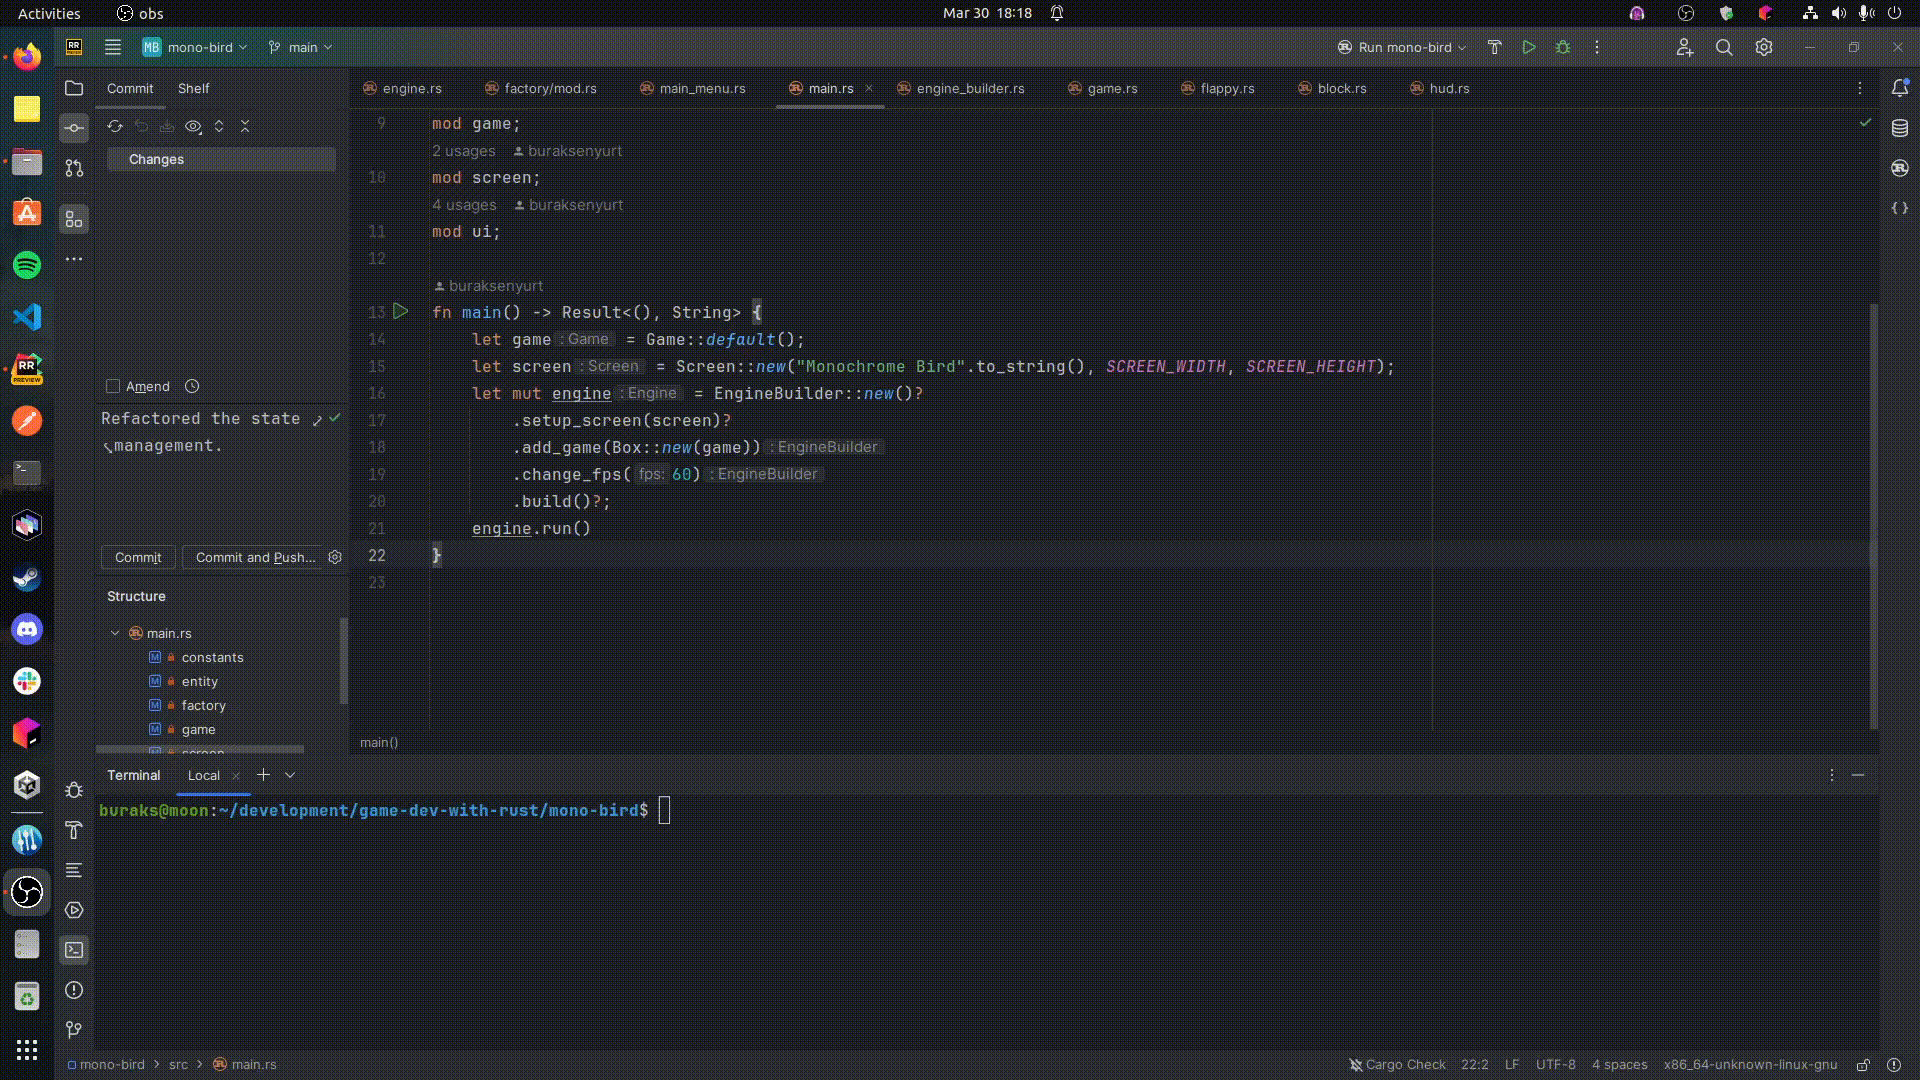 Activities
obs
Mar 30 18:18
MB mono-bird
main
Run mono-bird
Commit
Shelf
engine.rs
factory/mod.rs
main_menu.rs
main.rs
engine_builder.rs
game.rs
flappy.rs
block.rs
hud.rs
Changes
9 mod game;
2 usages buraksenyurt
10 mod screen;
4 usages buraksenyurt
11 mod ui;
12
buraksenyurt
13 fn main() -> Result<(), String> {
14 let game : Game = Game::default();
15 let screen : Screen = Screen::new("Monochrome Bird".to_string(), SCREEN_WIDTH, SCREEN_HEIGHT);
16 let mut engine : Engine = EngineBuilder::new()?
17 .setup_screen(screen)?
18 .add_game(Box::new(game)) : EngineBuilder
19 .change_fps( fps: 60) : EngineBuilder
20 .build()?;
21 engine.run()
22 }
23
Amend
Refactored the state
management.
Commit
Commit and Push...
Structure
main.rs
constants
entity
factory
game
screen
main()
Terminal
Local
buraks@moon:~/development/game-dev-with-rust/mono-bird$
RR
PREVIEW
mono-bird > src > main.rs
Cargo Check
22:2
LF
UTF-8
4 spaces
x86_64-unknown-linux-gnu